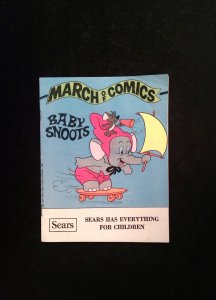 MARCH OF COMICS
BABY
SNOOTS
Sears
SEARS HAS EVERYTHING
FOR CHILDREN